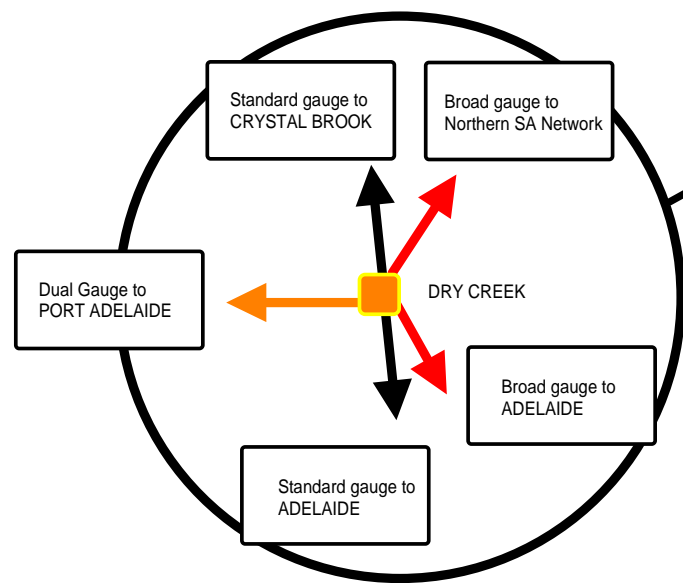 Standard gauge to
CRYSTAL BROOK
Broad gauge to
Northern SA Network
Dual Gauge to
PORT ADELAIDE
DRY CREEK
Broad gauge to
ADELAIDE
Standard gauge to
ADELAIDE